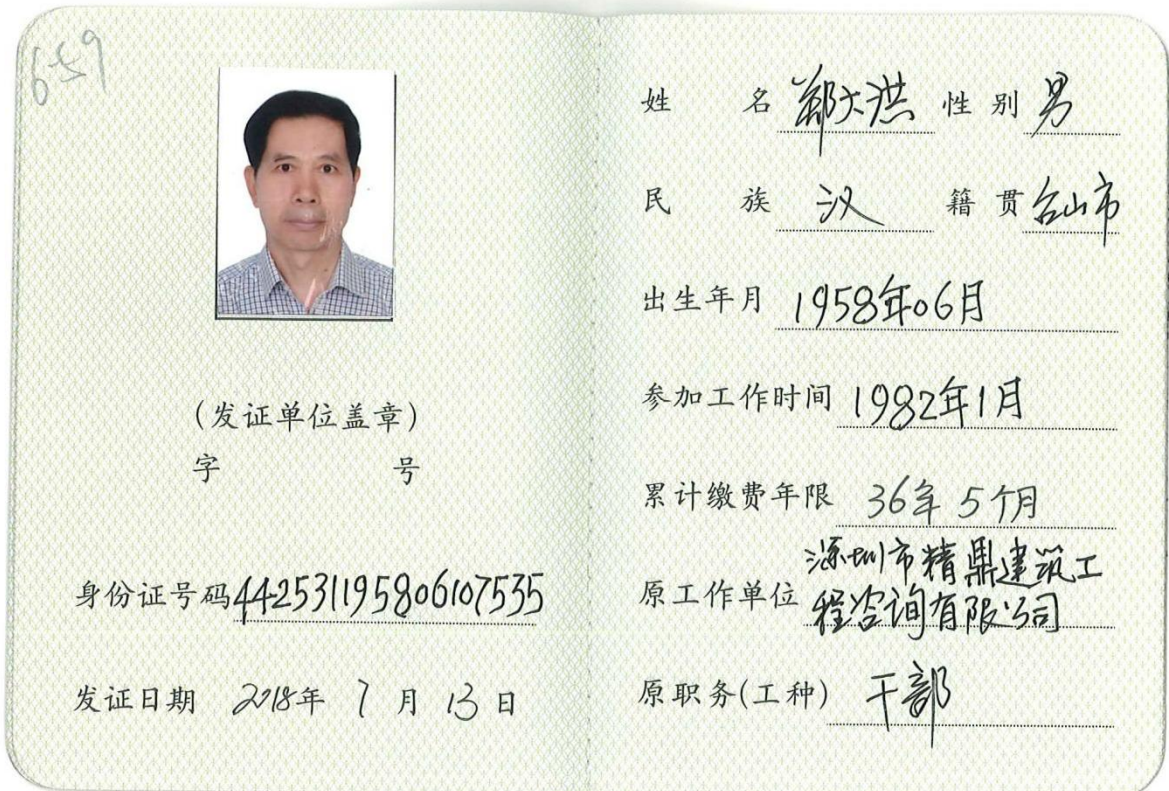 659
(发证单位盖章)
字 号
身份证号码 442531195806107535
发证日期 2018年 7 月 13 日
姓 名 郑大洪 性 别 男
民 族 汉 籍 贯 台山市
出生年月 1958年06月
参加工作时间 1982年1月
累计缴费年限 36年5个月
原工作单位 深圳市精鼎建筑工
程咨询有限公司
原职务(工种) 干部